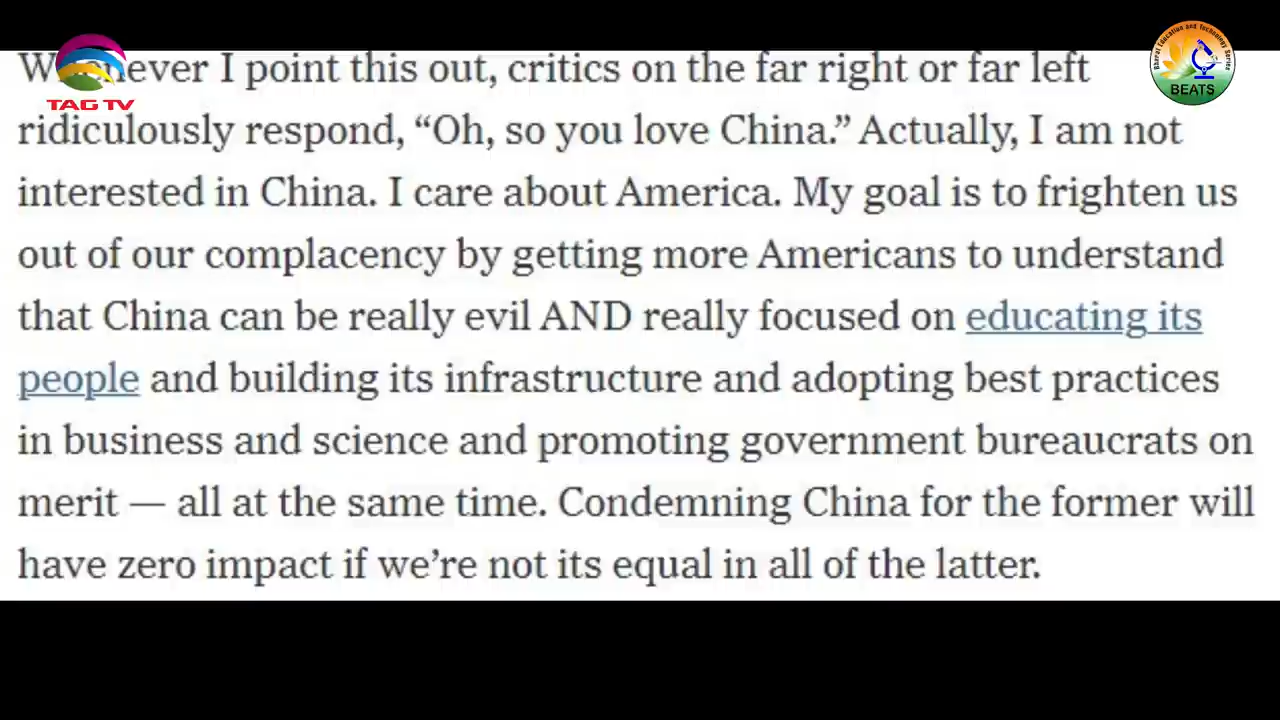 Whenever I point this out, critics on the far right or far left
TAG TV
BEATS
ridiculously respond, “Oh, so you love China.” Actually, I am not
interested in China. I care about America. My goal is to frighten us
out of our complacency by getting more Americans to understand
that China can be really evil AND really focused on educating its
people and building its infrastructure and adopting best practices
in business and science and promoting government bureaucrats on
merit — all at the same time. Condemning China for the former will
have zero impact if we’re not its equal in all of the latter.